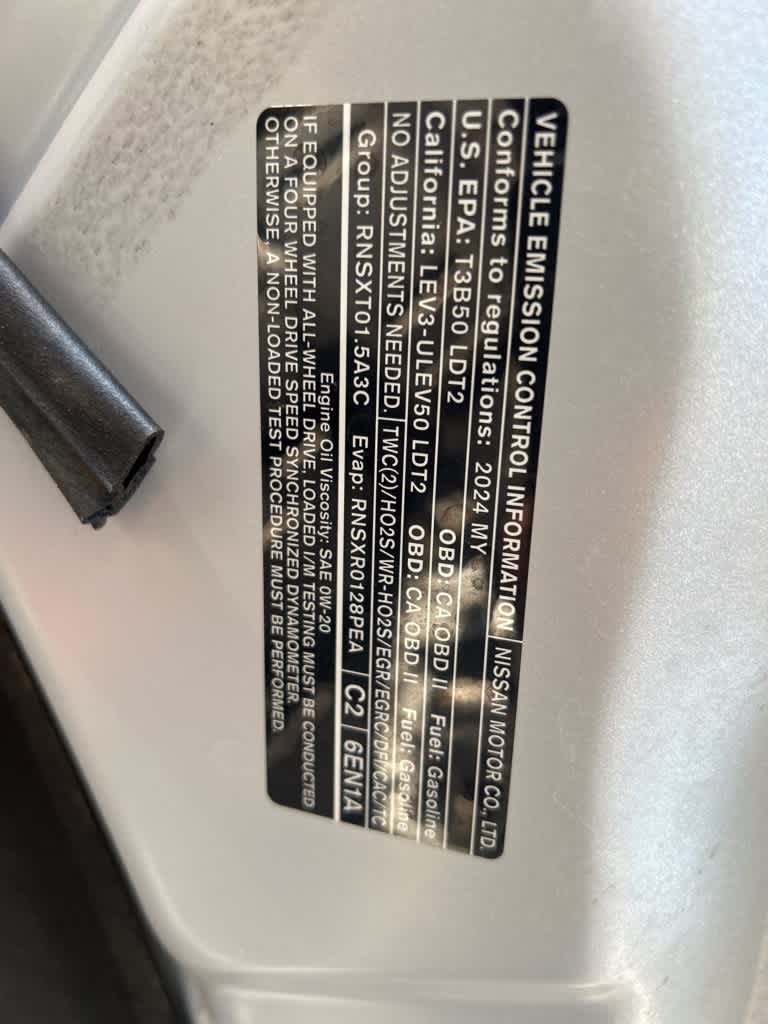 VEHICLE EMISSION CONTROL INFORMATION NISSAN MOTOR CO., LTD.
Conforms to regulations: 2024 MY
U.S. EPA: T3B50 LDT2 OBD: CA OBD II Fuel: Gasoline
California: LEV3-ULEV50 LDT2 OBD: CA OBD II Fuel: Gasoline
NO ADJUSTMENTS NEEDED. TWC(2)/HO2S/WR-HO2S/EGR/EGRC/DFI/CAC/TC
Group: RNSXT01.5A3C Evap: RNSXR0128PEA C2 6EN1A
Engine Oil Viscosity: SAE 0W-20
IF EQUIPPED WITH ALL-WHEEL DRIVE, LOADED I/M TESTING MUST BE CONDUCTED
ON A FOUR WHEEL DRIVE SPEED SYNCHRONIZED DYNAMOMETER.
OTHERWISE, A NON-LOADED TEST PROCEDURE MUST BE PERFORMED.